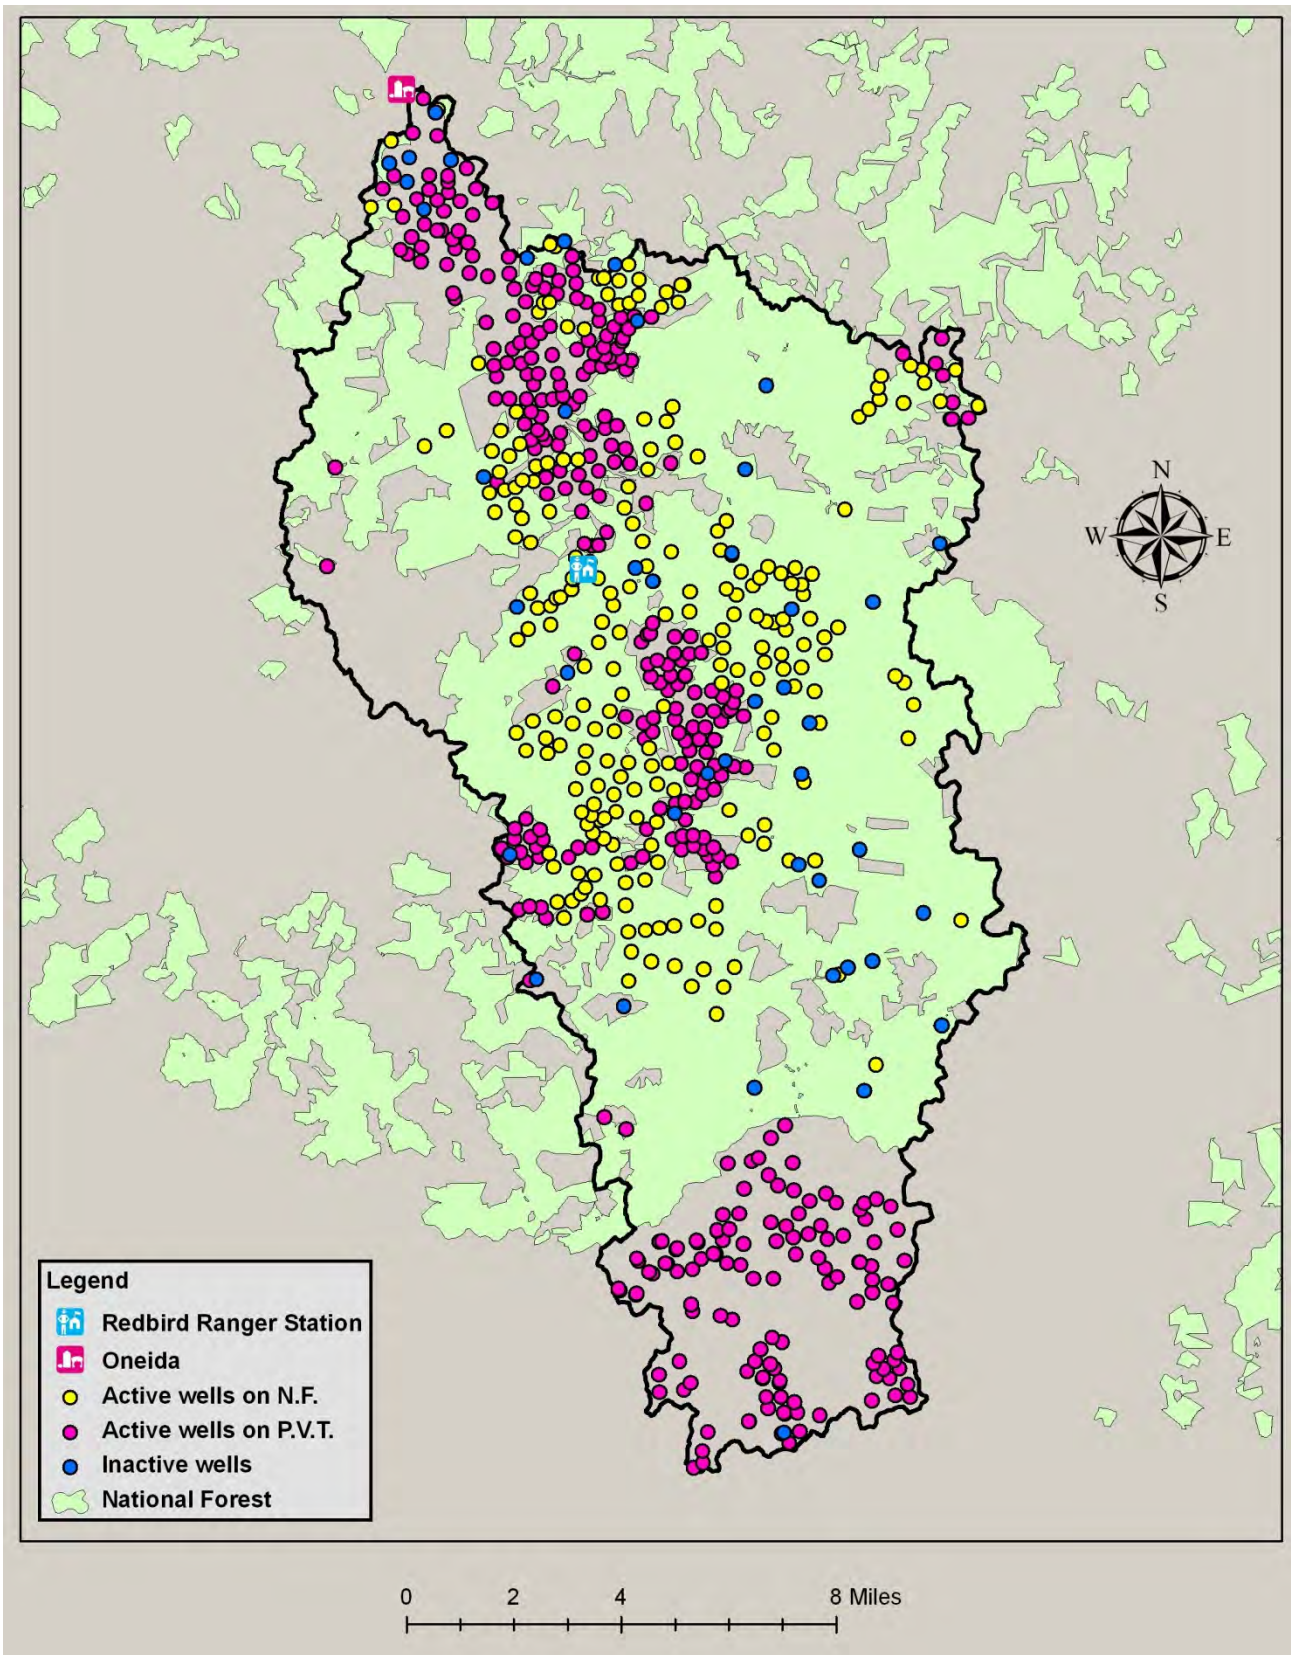 N
W E
S
Legend
Redbird Ranger Station
Oneida
Active wells on N.F.
Active wells on P.V.T.
Inactive wells
National Forest
0 2 4 8 Miles